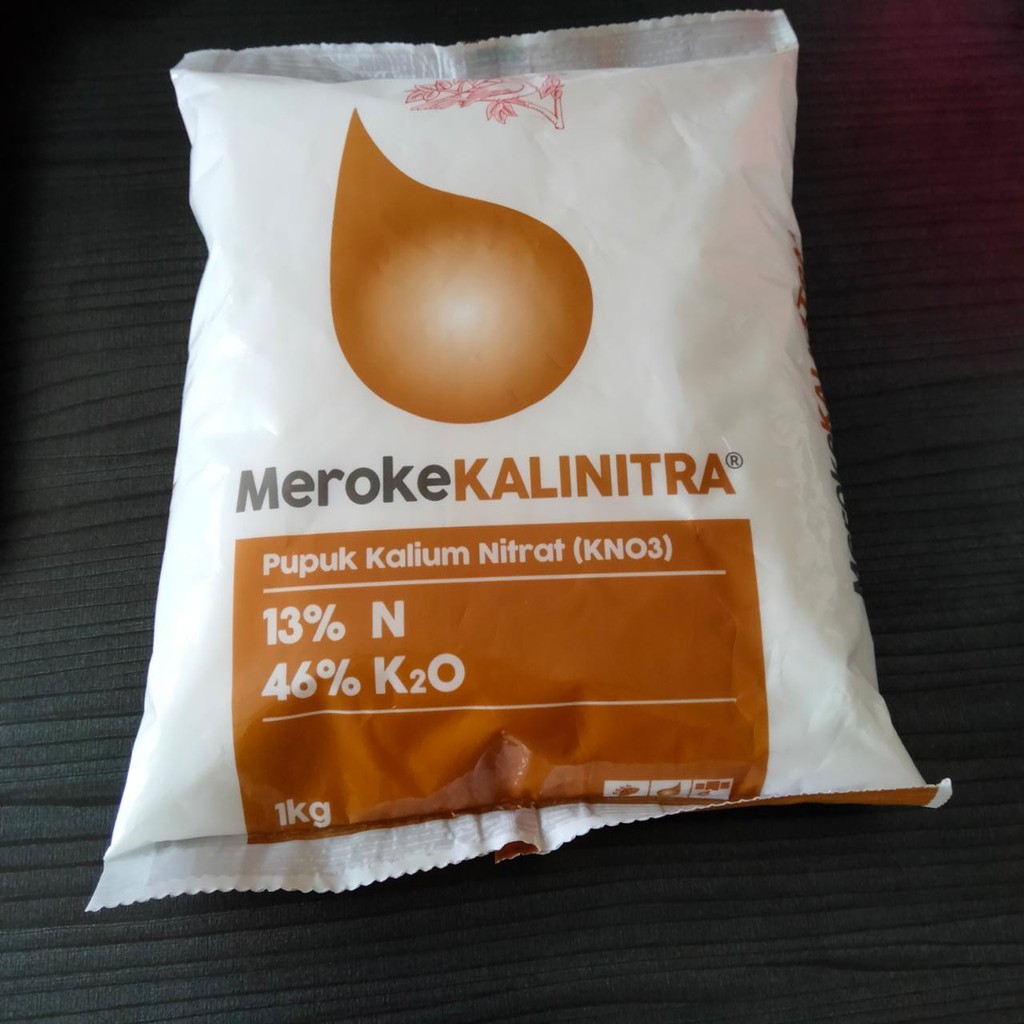 MerokeKALINITRA®
Pupuk Kalium Nitrat (KNO3)
13% N
46% K₂O
1kg